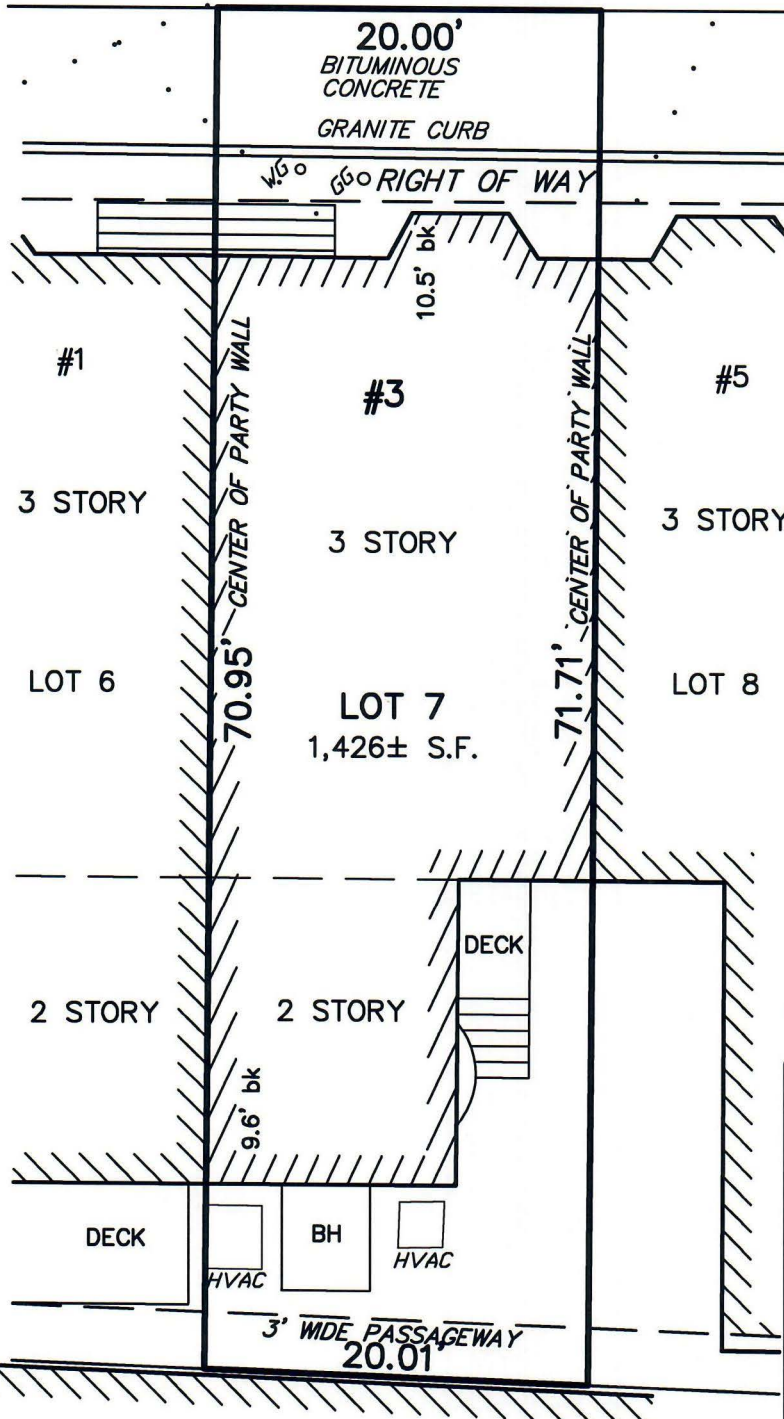 20.00'
BITUMINOUS
CONCRETE
GRANITE CURB
W.G
GG
RIGHT OF WAY
10.5' bk
#1
#3
#5
CENTER OF PARTY WALL
CENTER OF PARTY WALL
3 STORY
3 STORY
3 STORY
70.95'
71.71'
LOT 6
LOT 7
1,426± S.F.
LOT 8
DECK
2 STORY
2 STORY
9.6' bk
DECK
HVAC
BH
HVAC
3' WIDE PASSAGEWAY
20.01'